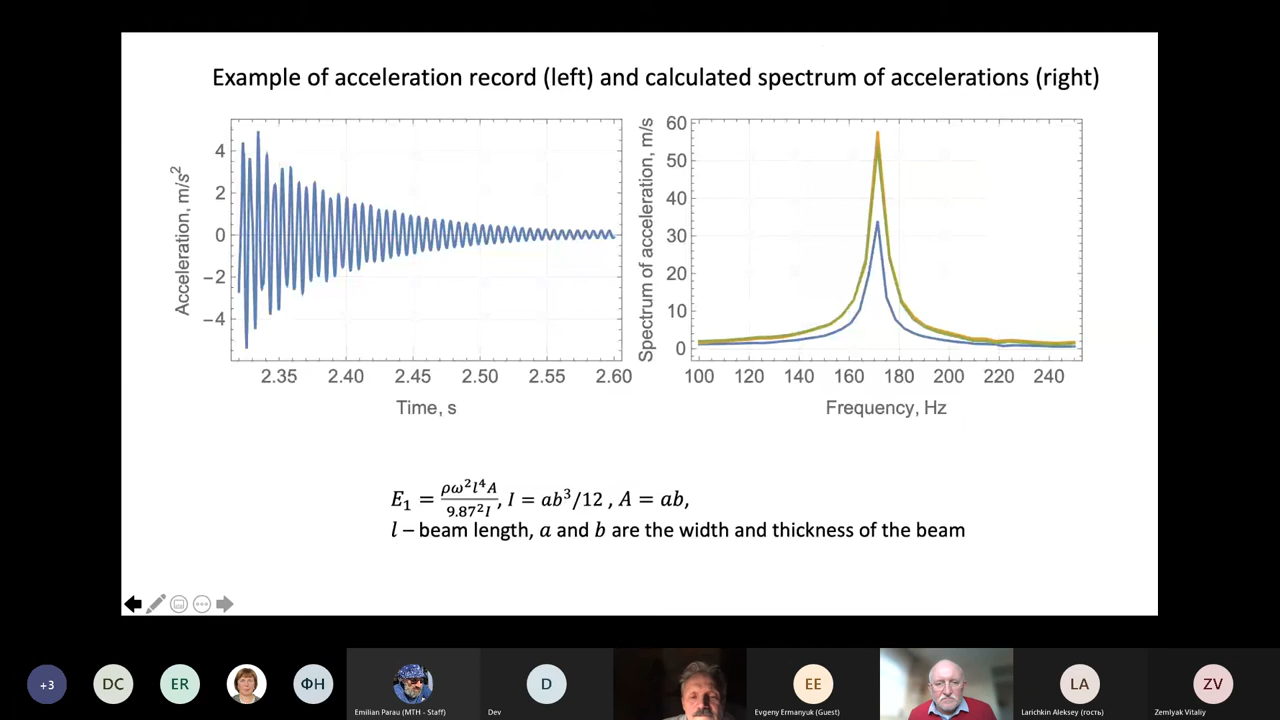 Example of acceleration record (left) and calculated spectrum of accelerations (right)
Acceleration, m/s²
4
2
0
−2
−4
2.35 2.40 2.45 2.50 2.55 2.60
Time, s
Spectrum of acceleration, m/s
60
50
40
30
20
10
0
100 120 140 160 180 200 220 240
Frequency, Hz
E₁ = ρω²l⁴A / 9.87²I, I = ab³/12 , A = ab,
l – beam length, a and b are the width and thickness of the beam
+3
DC
ER
ФН
Emilian Parau (MTH - Staff)
D
Dev
EE
Evgeny Ermanyuk (Guest)
LA
Larichkin Aleksey (гость)
ZV
Zemlyak Vitaliy